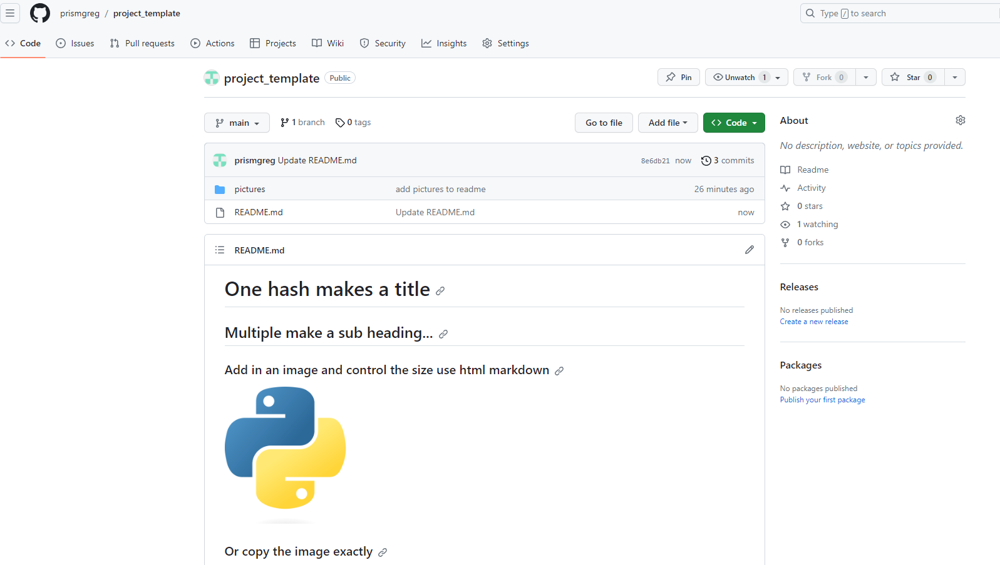 prismgreg / project_template
Type / to search
Code Issues Pull requests Actions Projects Wiki Security Insights Settings
project_template Public
Pin Unwatch 1 Fork 0 Star 0
main 1 branch 0 tags Go to file Add file Code
prismgreg Update README.md 8e6db21 now 3 commits
pictures add pictures to readme 26 minutes ago
README.md Update README.md now
README.md
One hash makes a title
Multiple make a sub heading...
Add in an image and control the size use html markdown
Or copy the image exactly
About
No description, website, or topics provided.
Readme
Activity
0 stars
1 watching
0 forks
Releases
No releases published
Create a new release
Packages
No packages published
Publish your first package